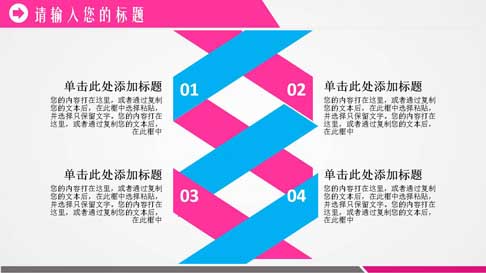 请输入您的标题
单击此处添加标题
您的内容打在这里，或者通过复制
您的文本后，在此框中选择粘贴，
并选择只保留文字。您的内容打在
这里，或者通过复制您的文本后，
在此框中
01
02
单击此处添加标题
您的内容打在这里，或者通过复制
您的文本后，在此框中选择粘贴，
并选择只保留文字。您的内容打在
这里，或者通过复制您的文本后，
在此框中
单击此处添加标题
您的内容打在这里，或者通过复制
您的文本后，在此框中选择粘贴，
并选择只保留文字。您的内容打在
这里，或者通过复制您的文本后，
在此框中
03
04
单击此处添加标题
您的内容打在这里，或者通过复制
您的文本后，在此框中选择粘贴，
并选择只保留文字。您的内容打在
这里，或者通过复制您的文本后，
在此框中